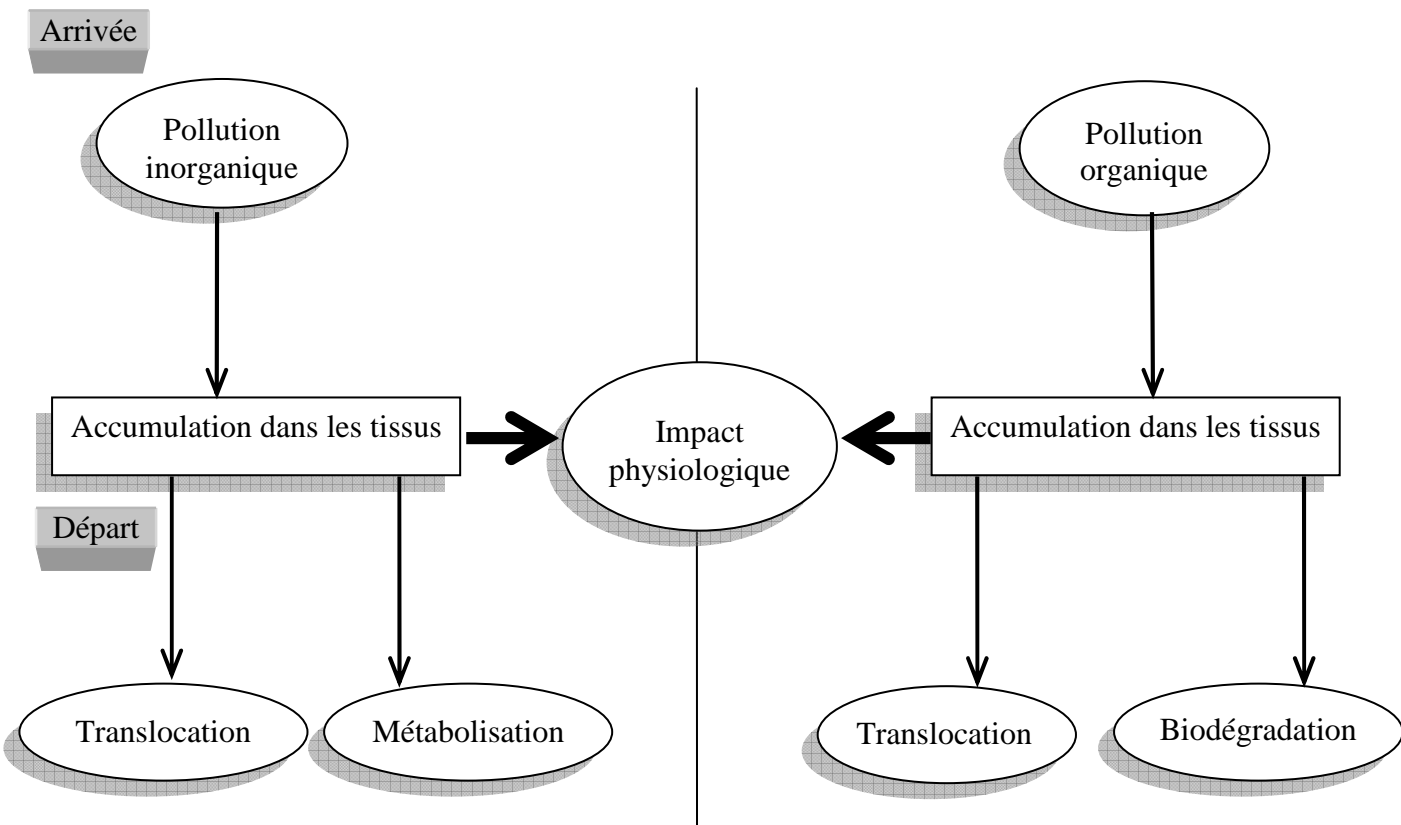 Arrivée
Pollution
inorganique
Pollution
organique
Accumulation dans les tissus
Impact
physiologique
Accumulation dans les tissus
Départ
Translocation
Métabolisation
Translocation
Biodégradation